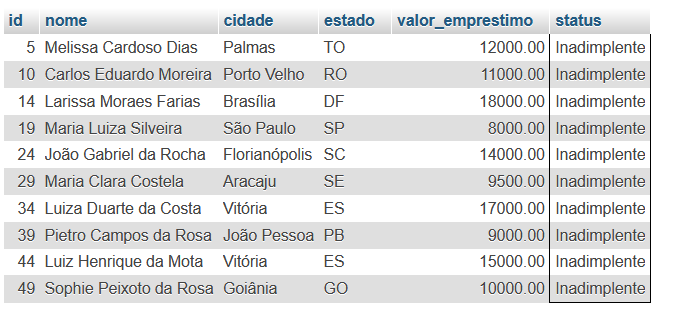 id nome cidade estado valor_emprestimo status
5 Melissa Cardoso Dias Palmas TO 12000.00 Inadimplente
10 Carlos Eduardo Moreira Porto Velho RO 11000.00 Inadimplente
14 Larissa Moraes Farias Brasília DF 18000.00 Inadimplente
19 Maria Luiza Silveira São Paulo SP 8000.00 Inadimplente
24 João Gabriel da Rocha Florianópolis SC 14000.00 Inadimplente
29 Maria Clara Costela Aracaju SE 9500.00 Inadimplente
34 Luiza Duarte da Costa Vitória ES 17000.00 Inadimplente
39 Pietro Campos da Rosa João Pessoa PB 9000.00 Inadimplente
44 Luiz Henrique da Mota Vitória ES 15000.00 Inadimplente
49 Sophie Peixoto da Rosa Goiânia GO 10000.00 Inadimplente